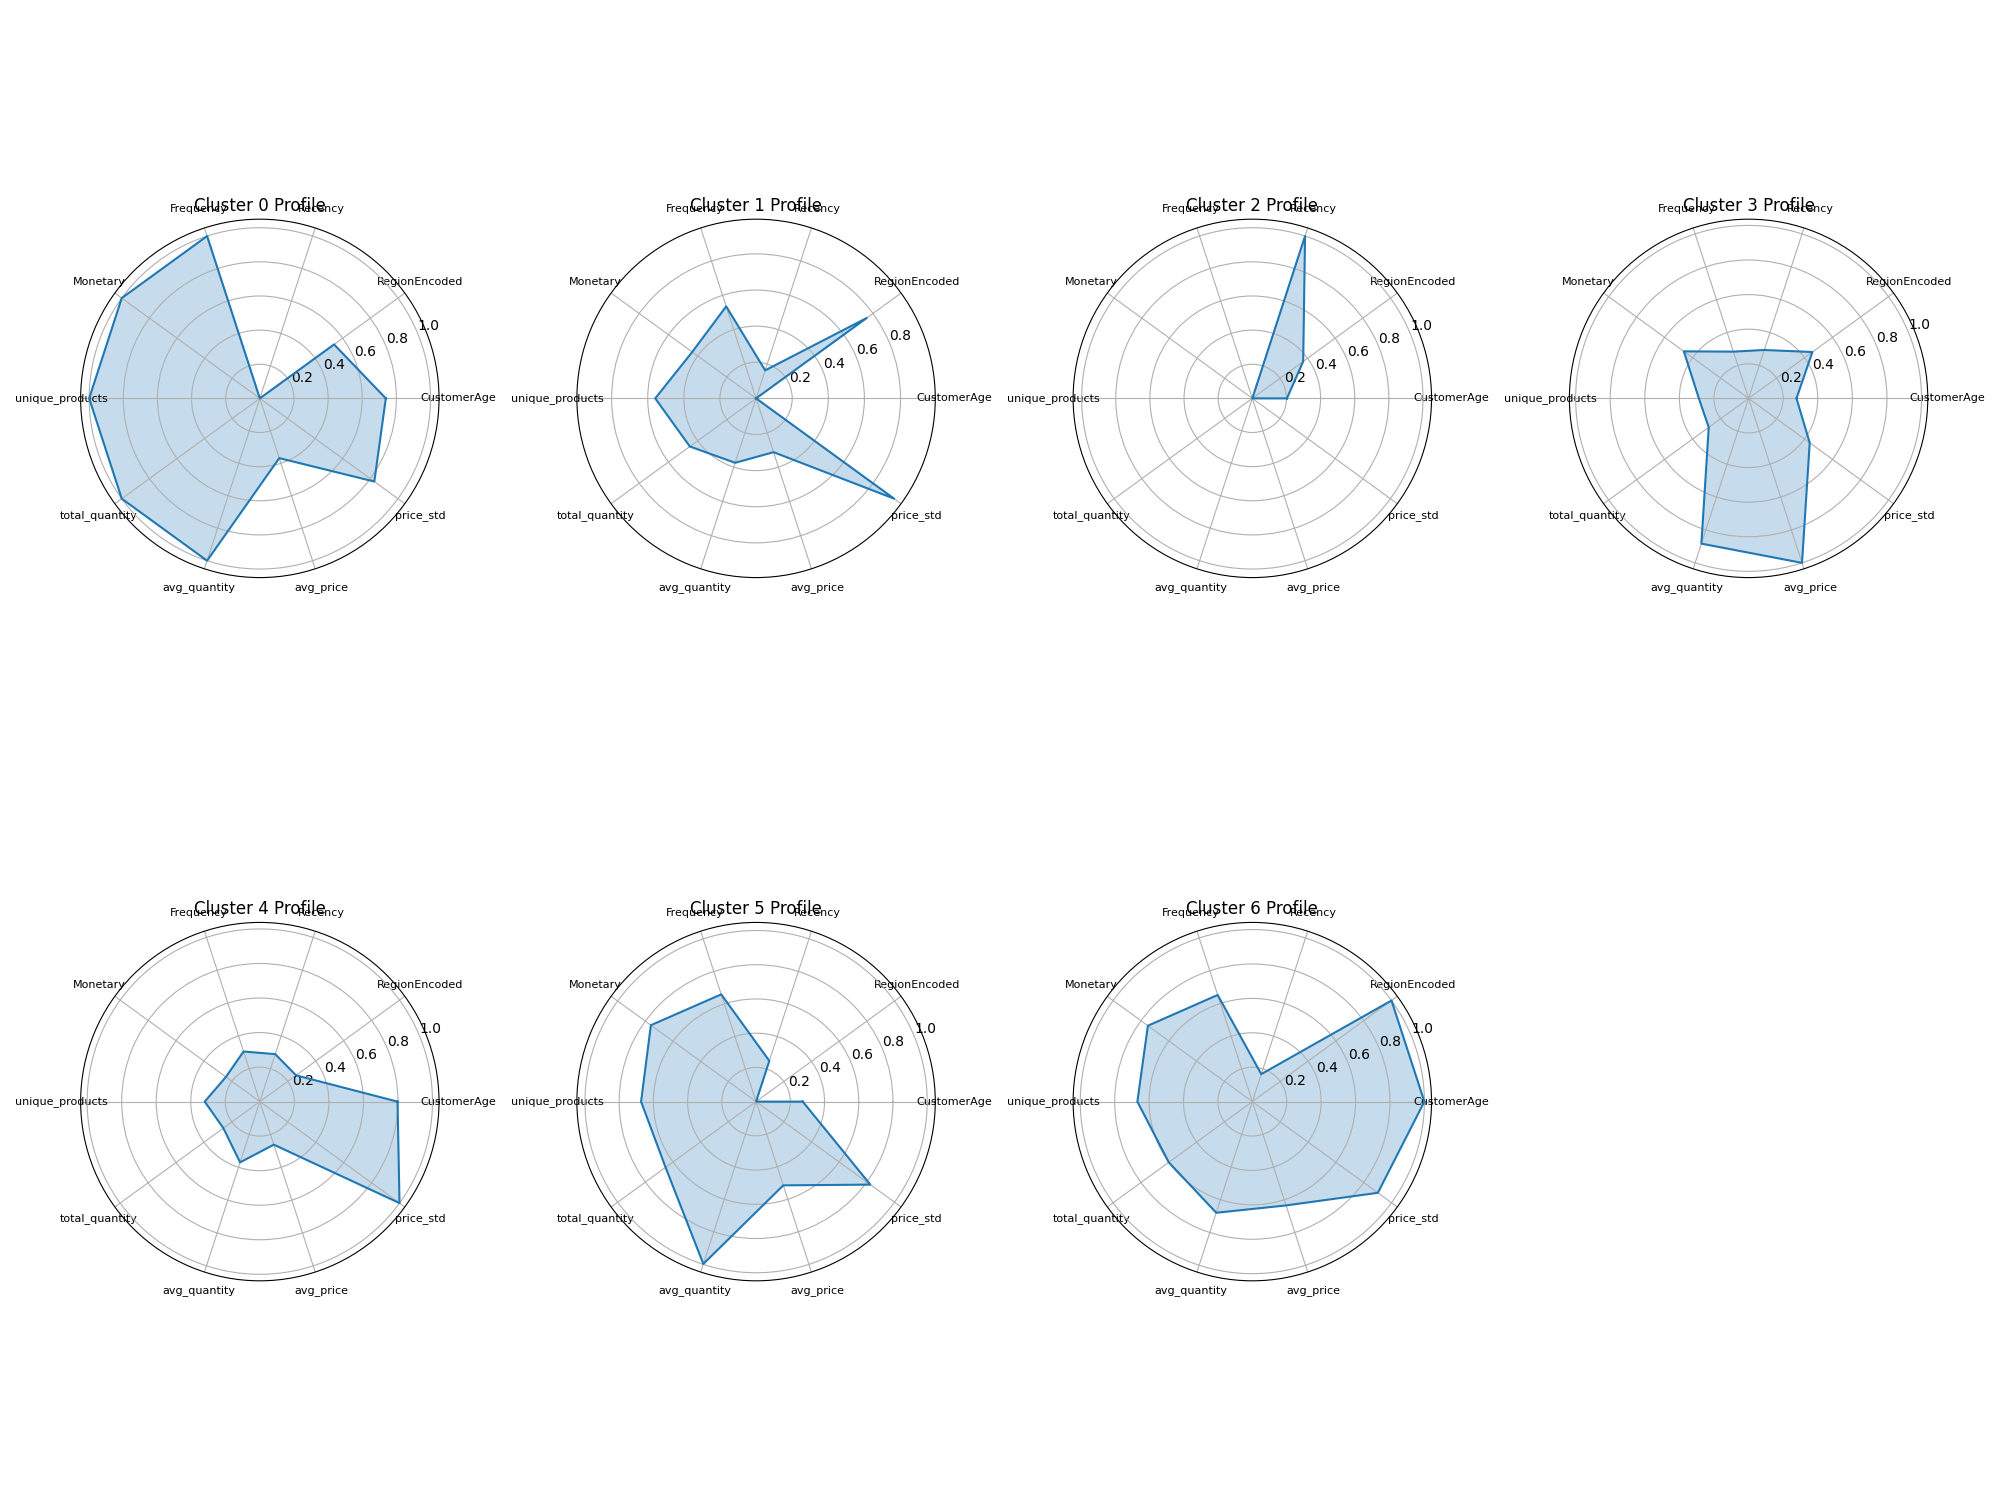 Cluster 0 Profile
Frequency
Recency
Monetary
RegionEncoded
unique_products
CustomerAge
total_quantity
price_std
avg_quantity
avg_price
0.2
0.4
0.6
0.8
1.0
Cluster 1 Profile
Frequency
Recency
Monetary
RegionEncoded
unique_products
CustomerAge
total_quantity
price_std
avg_quantity
avg_price
0.2
0.4
0.6
0.8
Cluster 2 Profile
Frequency
Recency
Monetary
RegionEncoded
unique_products
CustomerAge
total_quantity
price_std
avg_quantity
avg_price
0.2
0.4
0.6
0.8
1.0
Cluster 3 Profile
Frequency
Recency
Monetary
RegionEncoded
unique_products
CustomerAge
total_quantity
price_std
avg_quantity
avg_price
0.2
0.4
0.6
0.8
1.0
Cluster 4 Profile
Frequency
Recency
Monetary
RegionEncoded
unique_products
CustomerAge
total_quantity
price_std
avg_quantity
avg_price
0.2
0.4
0.6
0.8
1.0
Cluster 5 Profile
Frequency
Recency
Monetary
RegionEncoded
unique_products
CustomerAge
total_quantity
price_std
avg_quantity
avg_price
0.2
0.4
0.6
0.8
1.0
Cluster 6 Profile
Frequency
Recency
Monetary
RegionEncoded
unique_products
CustomerAge
total_quantity
price_std
avg_quantity
avg_price
0.2
0.4
0.6
0.8
1.0